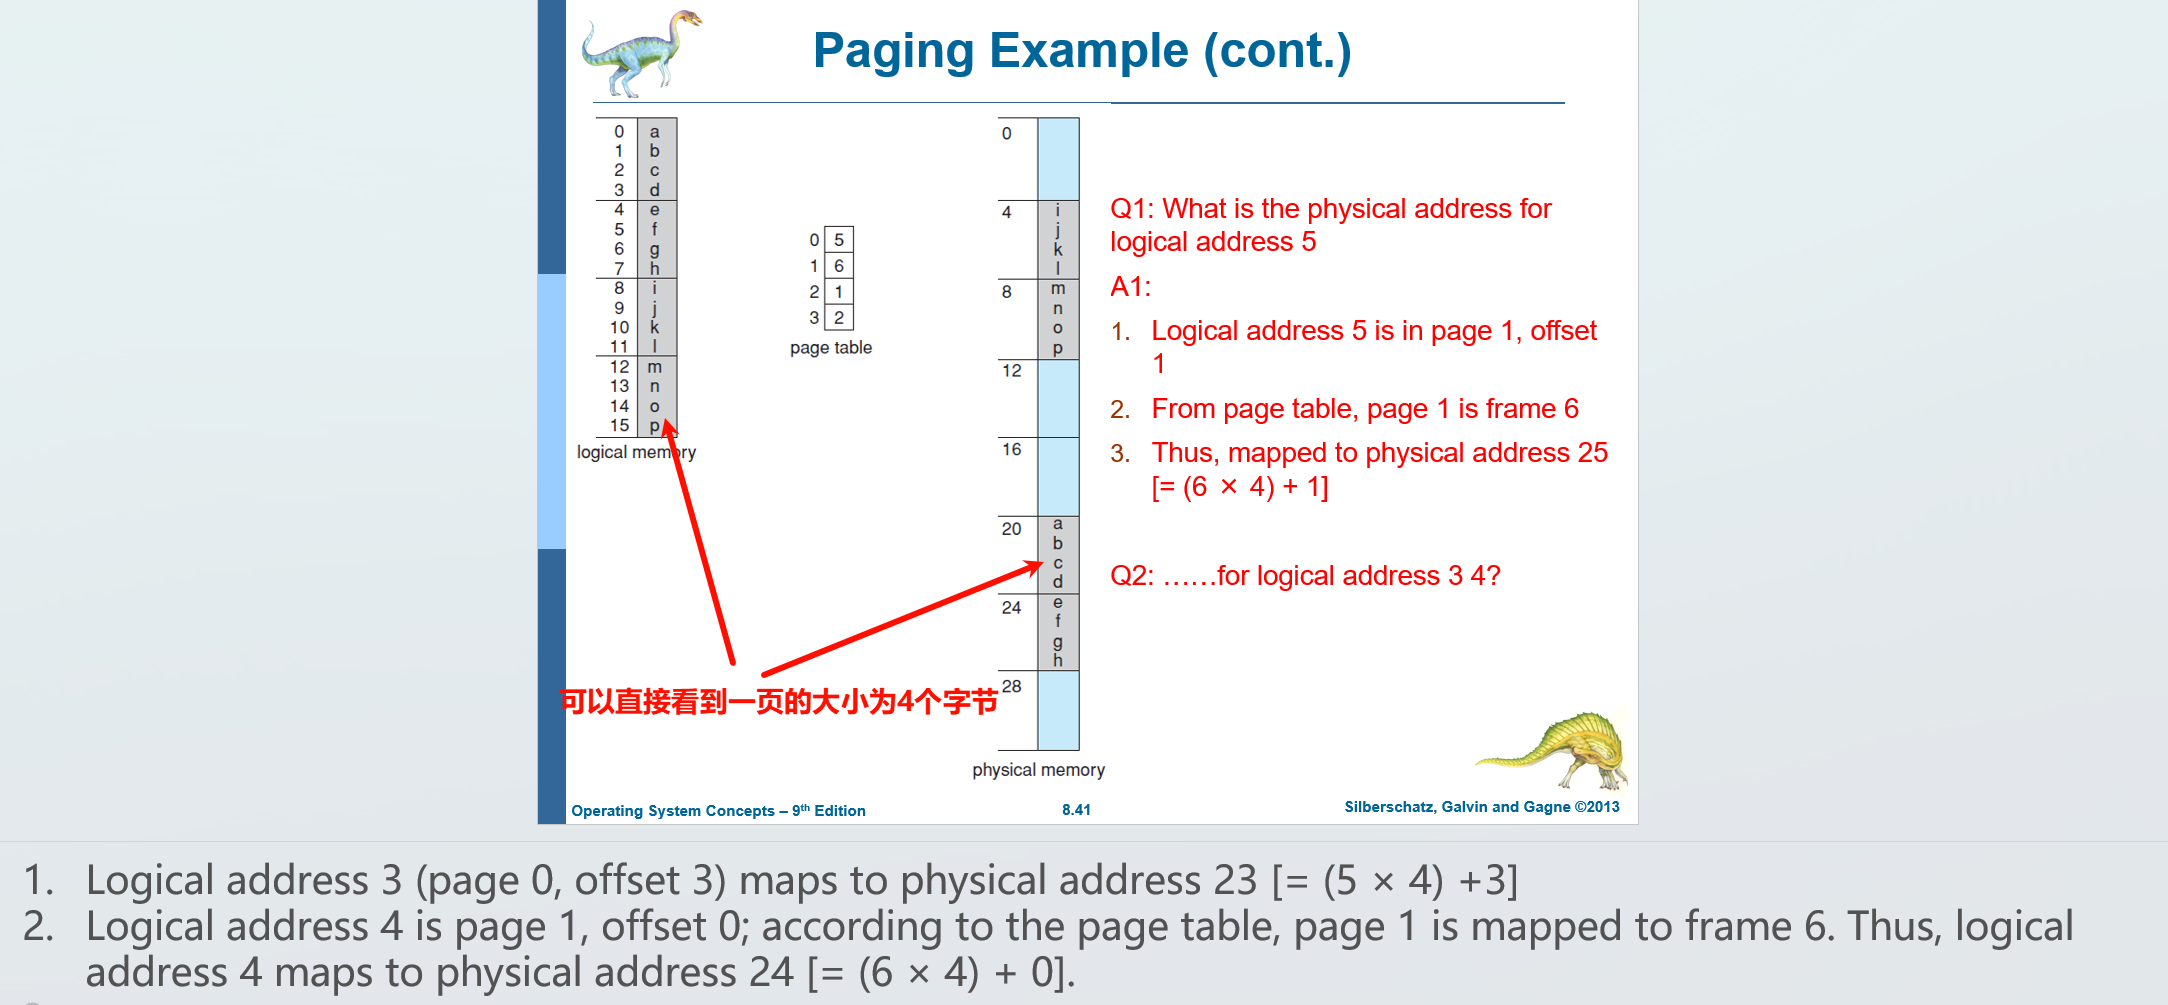 Paging Example (cont.)
0 a
1 b
2 c
3 d
4 e
5 f
6 g
7 h
8 i
9 j
10 k
11 l
12 m
13 n
14 o
15 p
logical memory
0 5
1 6
2 1
3 2
page table
0
4 i
j
k
l
8 m
n
o
p
12
16
20 a
b
c
d
24 e
f
g
h
28
physical memory
可以直接看到一页的大小为4个字节
Q1: What is the physical address for
logical address 5
A1:
1. Logical address 5 is in page 1, offset
1
2. From page table, page 1 is frame 6
3. Thus, mapped to physical address 25
[= (6 × 4) + 1]
Q2: ……for logical address 3 4?
Operating System Concepts – 9th Edition
8.41
Silberschatz, Galvin and Gagne ©2013
1. Logical address 3 (page 0, offset 3) maps to physical address 23 [= (5 × 4) +3]
2. Logical address 4 is page 1, offset 0; according to the page table, page 1 is mapped to frame 6. Thus, logical
address 4 maps to physical address 24 [= (6 × 4) + 0].